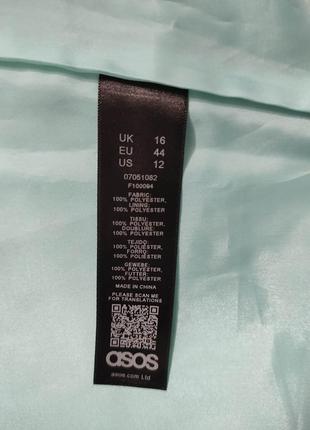 UK 16
EU 44
US 12
07051082
F100094
FABRIC:
100% POLYESTER,
LINING:
100% POLYESTER
TISSU:
100% POLYESTER,
DOUBLURE:
100% POLYESTER
TEJIDO:
100% POLIÉSTER,
FORRO:
100% POLIÉSTER
GEWEBE:
100% POLYESTER,
FUTTER:
100% POLYESTER
MADE IN CHINA
PLEASE SCAN ME
FOR TRANSLATIONS
asos
asos.com Ltd